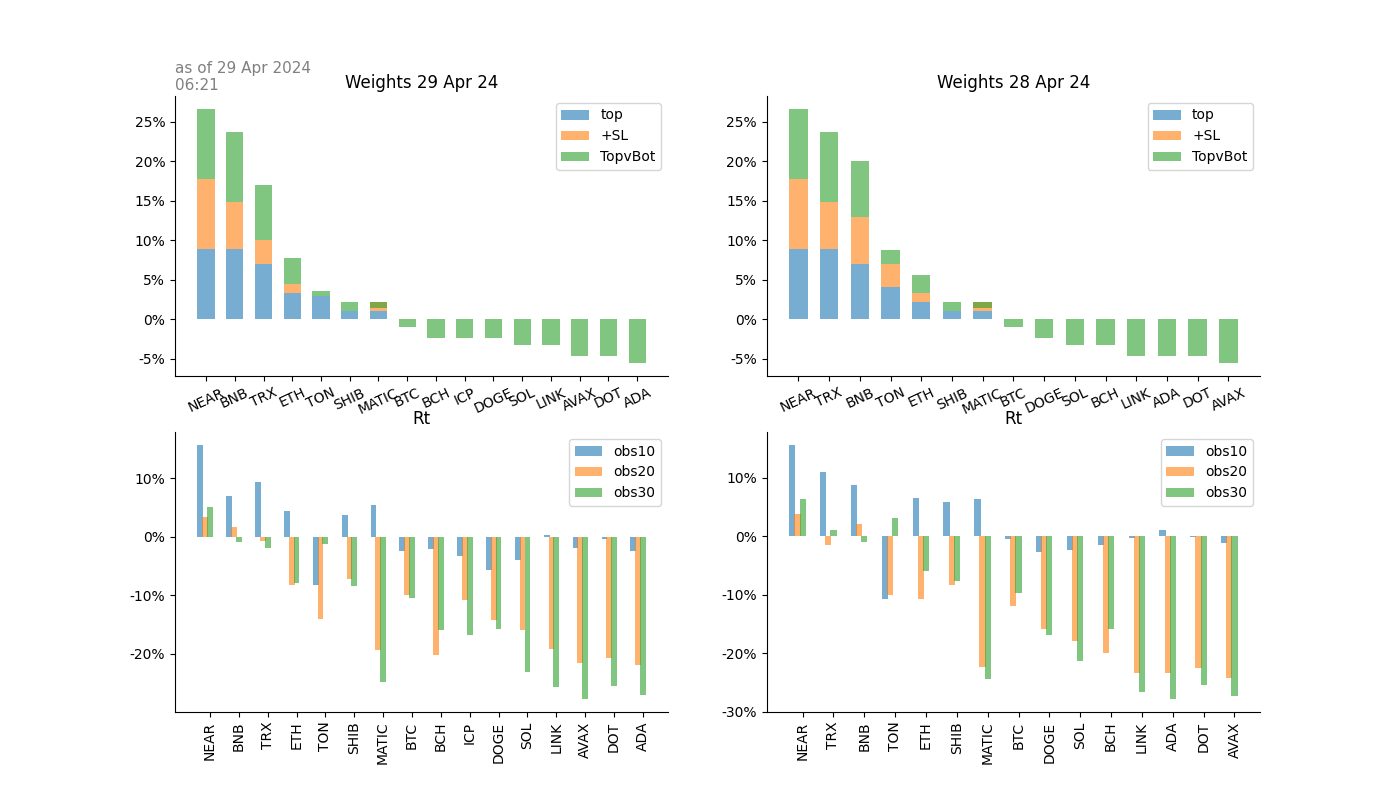 as of 29 Apr 2024
06:21
Weights 29 Apr 24
25%
20%
15%
10%
5%
0%
-5%
top
+SL
TopvBot
NEAR BNB TRX ETH TON SHIB MATIC BTC BCH ICP DOGE SOL LINK AVAX DOT ADA
Weights 28 Apr 24
25%
20%
15%
10%
5%
0%
-5%
top
+SL
TopvBot
NEAR TRX BNB TON ETH SHIB MATIC BTC DOGE SOL BCH LINK ADA DOT AVAX
Rt
10%
0%
-10%
-20%
obs10
obs20
obs30
NEAR BNB TRX ETH TON SHIB MATIC BTC BCH ICP DOGE SOL LINK AVAX DOT ADA
Rt
10%
0%
-10%
-20%
-30%
obs10
obs20
obs30
NEAR TRX BNB TON ETH SHIB MATIC BTC DOGE SOL BCH LINK ADA DOT AVAX